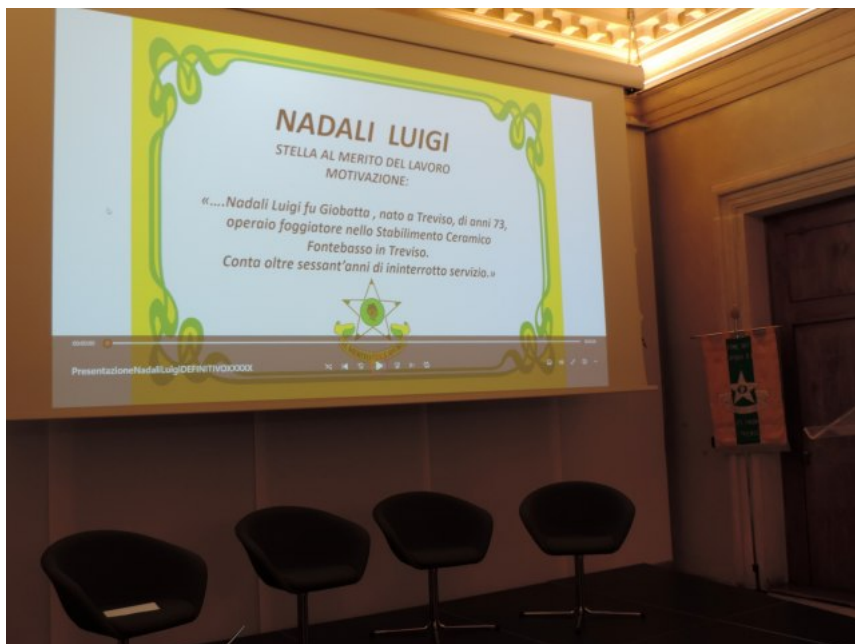 NADALI LUIGI
STELLA AL MERITO DEL LAVORO
MOTIVAZIONE:
«....Nadali Luigi fu Giobatta , nato a Treviso, di anni 73,
operaio foggiatore nello Stabilimento Ceramico
Fontebasso in Treviso.
Conta oltre sessant'anni di ininterrotto servizio.»
PresentazioneNadaliLuigiDEFINITIVOXXXXX